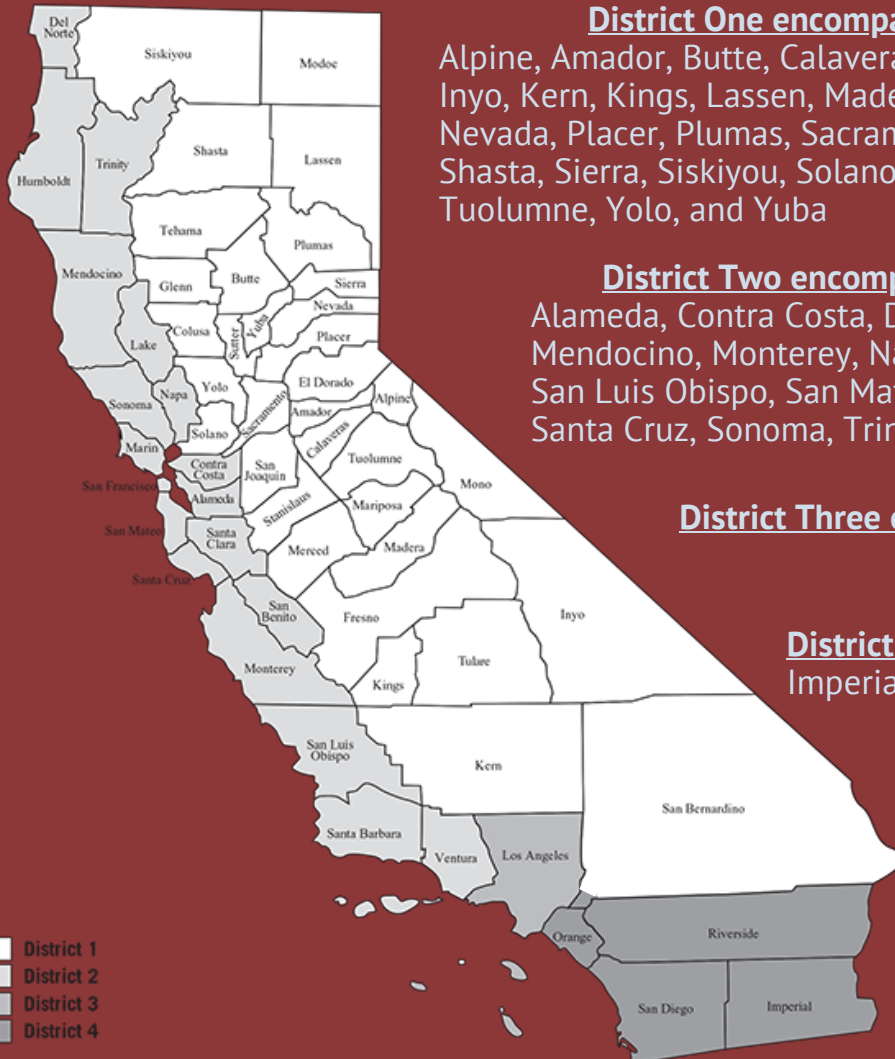 District One encompa
Alpine, Amador, Butte, Calavera
Inyo, Kern, Kings, Lassen, Made
Nevada, Placer, Plumas, Sacram
Shasta, Sierra, Siskiyou, Solano
Tuolumne, Yolo, and Yuba
District Two encomp
Alameda, Contra Costa, D
Mendocino, Monterey, Na
San Luis Obispo, San Mat
Santa Cruz, Sonoma, Trin
District Three e
District
Imperia
Del
Norte
Siskiyou
Modoc
Humboldt
Trinity
Shasta
Lassen
Tehama
Plumas
Mendocino
Glenn
Butte
Sierra
Nevada
Colusa
Sutter
Yuba
Placer
Lake
Yolo
El Dorado
Sonoma
Napa
Sacramento
Amador
Alpine
Solano
Calaveras
Marin
Contra
Costa
San
Joaquin
Tuolumne
San Francisco
Alameda
Stanislaus
Mariposa
Mono
San Mateo
Santa
Clara
Merced
Madera
Santa Cruz
San
Benito
Fresno
Inyo
Monterey
Kings
Tulare
San Luis
Obispo
Kern
San Bernardino
Santa Barbara
Ventura
Los Angeles
Orange
Riverside
San Diego
Imperial
District 1
District 2
District 3
District 4